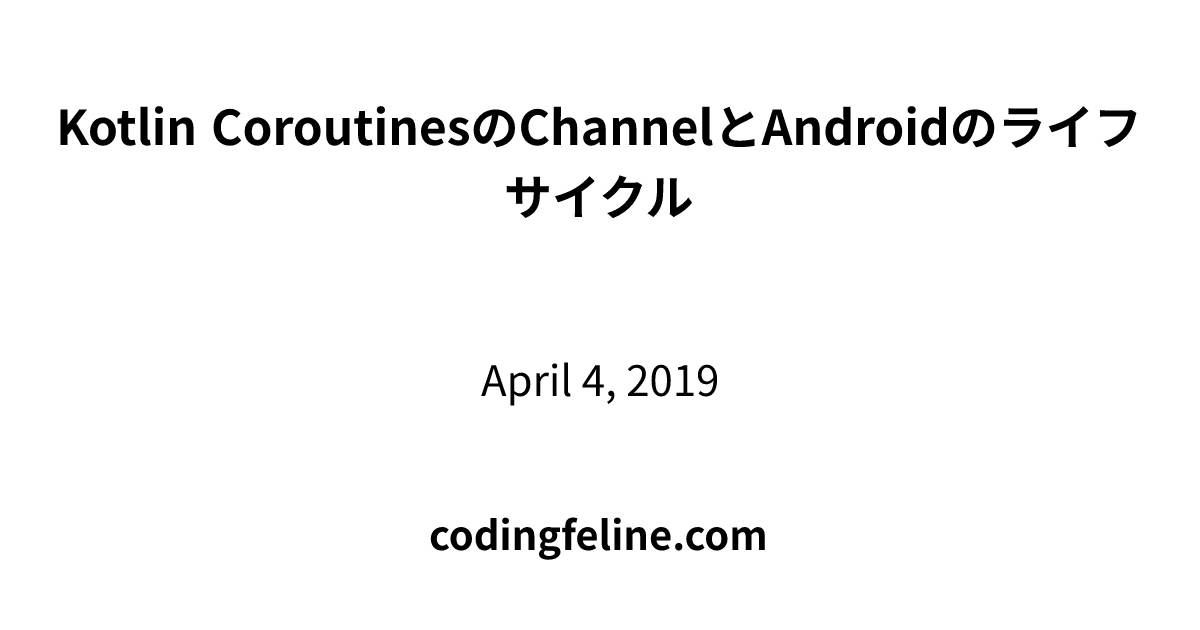 Kotlin CoroutinesのChannelとAndroidのライフ
サイクル
April 4, 2019
codingfeline.com